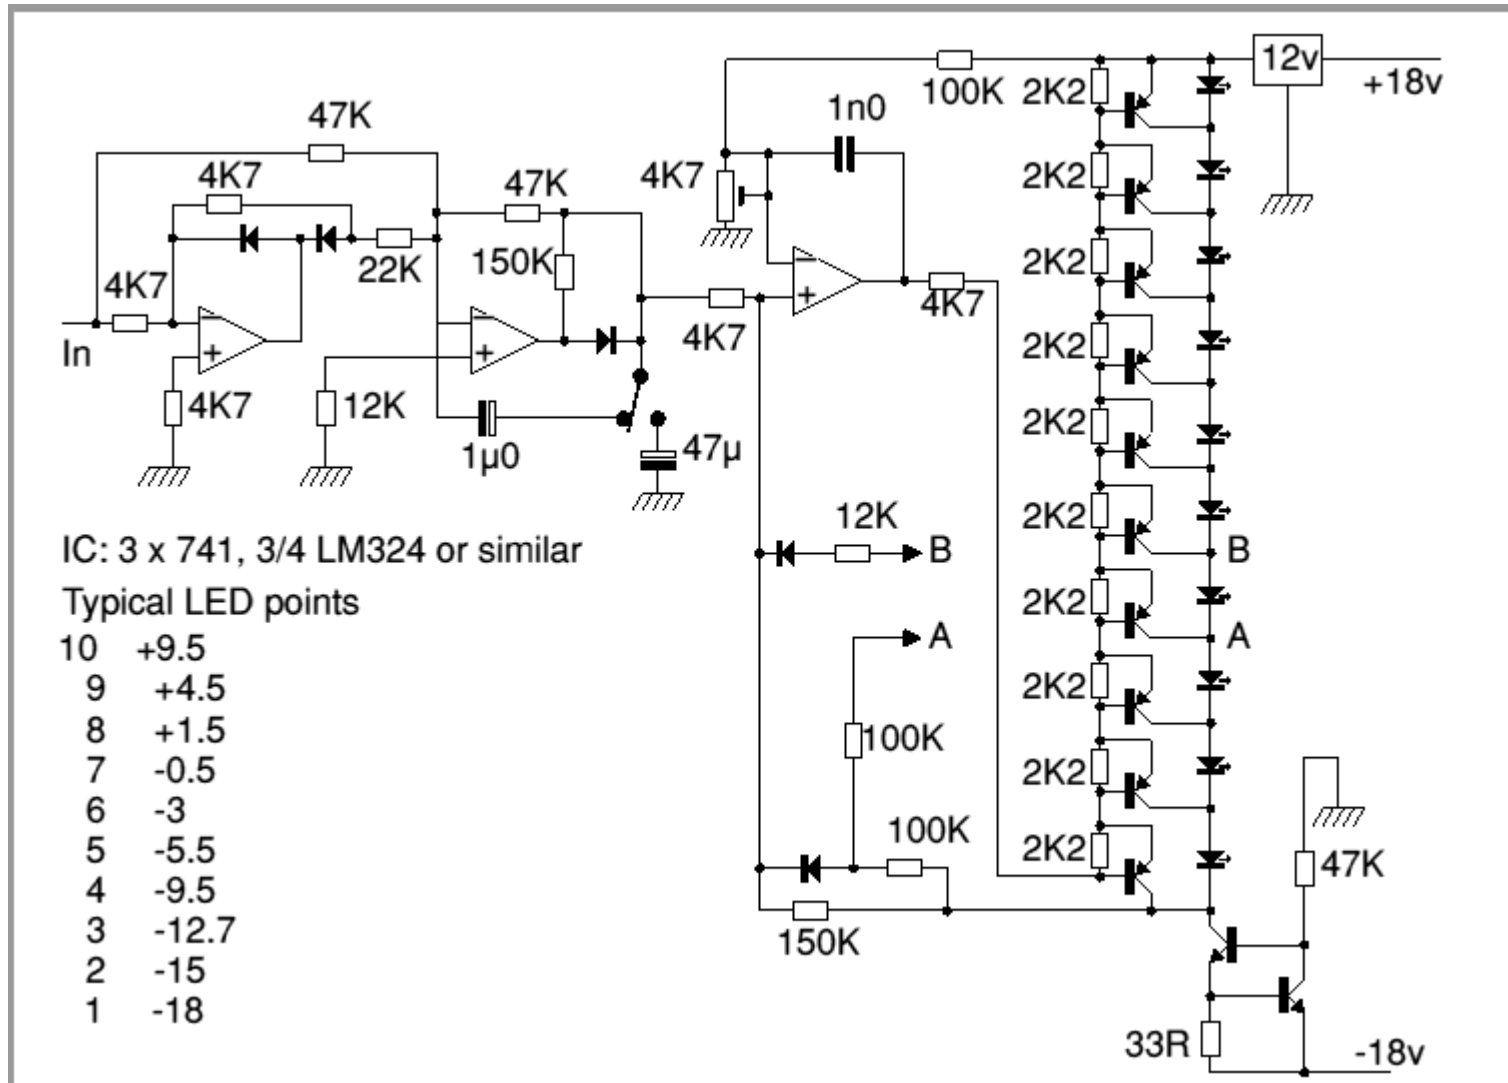 12v
+18v
100K
2K2
1n0
47K
4K7
47K
4K7
2K2
22K
150K
2K2
4K7
4K7
4K7
In
2K2
4K7
12K
2K2
1µ0
47µ
12K
2K2
B
B
IC: 3 x 741, 3/4 LM324 or similar
Typical LED points
2K2
A
A
10 +9.5
9 +4.5
2K2
8 +1.5
100K
7 -0.5
2K2
6 -3
100K
5 -5.5
2K2
47K
4 -9.5
3 -12.7
150K
2 -15
1 -18
33R
-18v